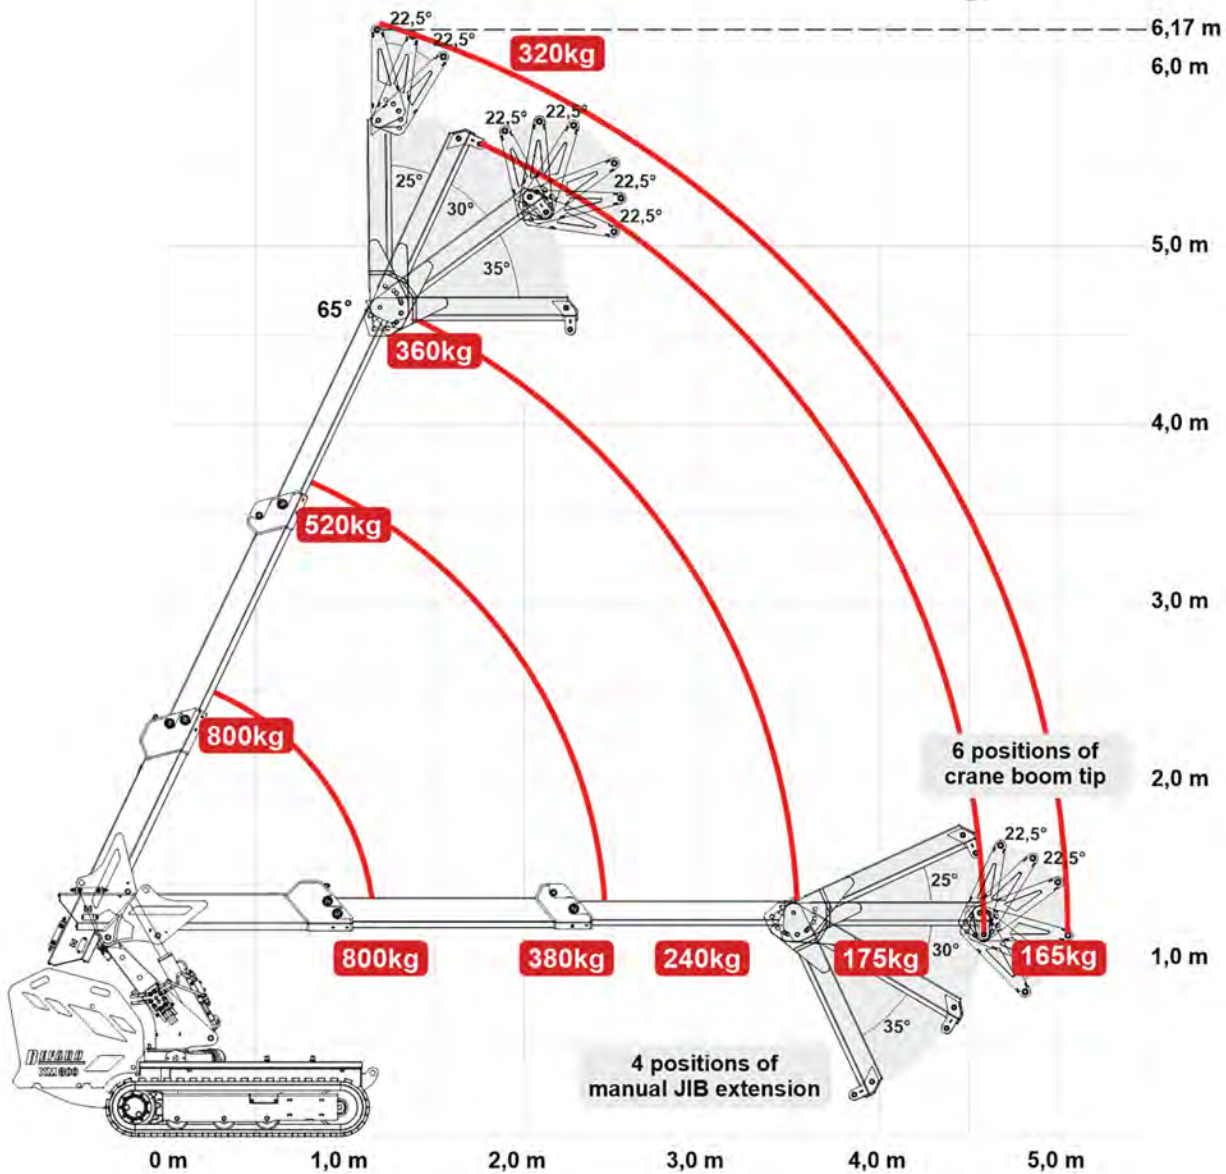 22,5°
6,17 m
22,5°
320kg
6,0 m
22,5°
22,5°
25°
22,5°
30°
22,5°
5,0 m
35°
65°
360kg
4,0 m
520kg
3,0 m
800kg
6 positions of
crane boom tip
2,0 m
22,5°
22,5°
25°
800kg
380kg
240kg
175kg
30°
165kg
1,0 m
35°
4 positions of
manual JIB extension
XM 800
0 m
1,0 m
2,0 m
3,0 m
4,0 m
5,0 m